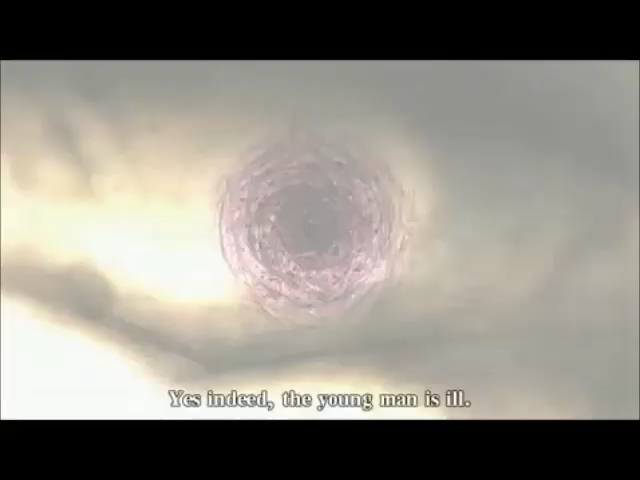 Yes indeed, the young man is ill.